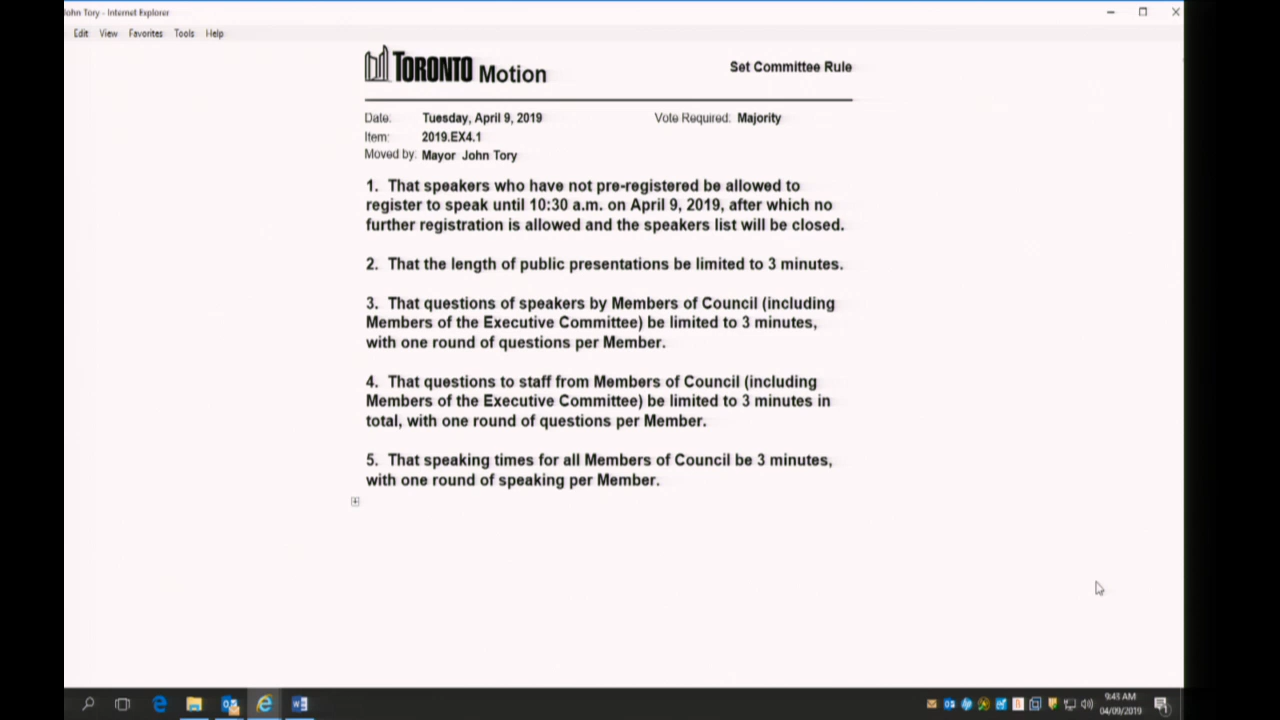 John Tory - Internet Explorer
Edit View Favorites Tools Help
TORONTO Motion
Set Committee Rule
Date: Tuesday, April 9, 2019
Vote Required: Majority
Item: 2019.EX4.1
Moved by: Mayor John Tory
1. That speakers who have not pre-registered be allowed to
register to speak until 10:30 a.m. on April 9, 2019, after which no
further registration is allowed and the speakers list will be closed.
2. That the length of public presentations be limited to 3 minutes.
3. That questions of speakers by Members of Council (including
Members of the Executive Committee) be limited to 3 minutes,
with one round of questions per Member.
4. That questions to staff from Members of Council (including
Members of the Executive Committee) be limited to 3 minutes in
total, with one round of questions per Member.
5. That speaking times for all Members of Council be 3 minutes,
with one round of speaking per Member.
9:43 AM
04/09/2019